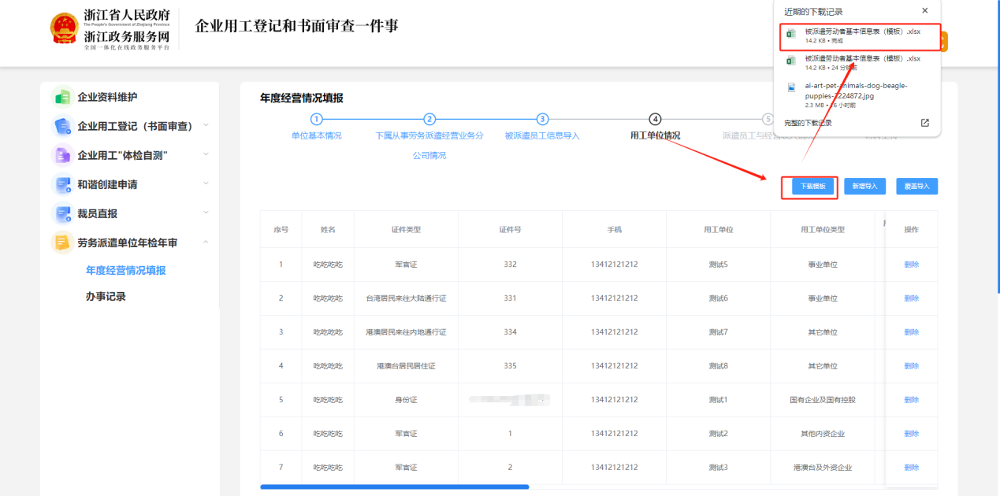 浙江省人民政府
The People's Government of Zhejiang Province
浙江政务服务网
全国一体化在线政务服务平台
企业用工登记和书面审查一件事
近期的下载记录
被派遣劳动者基本信息表（模板）.xlsx
14.2 KB • 完成
被派遣劳动者基本信息表（模板）.xlsx
14.2 KB • 24 分钟前
ai-art-pet-animals-dog-beagle-
puppies-2224872.jpg
2.3 MB • 16 小时前
完整的下载记录
企业资料维护
企业用工登记（书面审查）
企业用工"体检自测"
和谐创建申请
裁员直报
劳务派遣单位年检年审
年度经营情况填报
办事记录
年度经营情况填报
1 2 3 4 5
单位基本情况 下属从事劳务派遣经营业务分 被派遣员工信息导入 用工单位情况 派遣员工与经营
公司情况
下载模板 新增导入 覆盖导入
序号 姓名 证件类型 证件号 手机 用工单位 用工单位类型 操作
1 吃吃吃吃 军官证 332 13412121212 测试5 事业单位 删除
2 吃吃吃吃 台湾居民来往大陆通行证 331 13412121212 测试6 事业单位 删除
3 吃吃吃吃 港澳居民来往内地通行证 334 13412121212 测试7 其它单位 删除
4 吃吃吃吃 港澳台居民居住证 335 13412121212 测试8 其它单位 删除
5 吃吃吃吃 身份证 13412121212 测试1 国有企业及国有控股 删除
6 吃吃吃吃 军官证 1 13412121212 测试2 其他内资企业 删除
7 吃吃吃吃 军官证 2 13412121212 测试3 港澳台及外资企业 删除